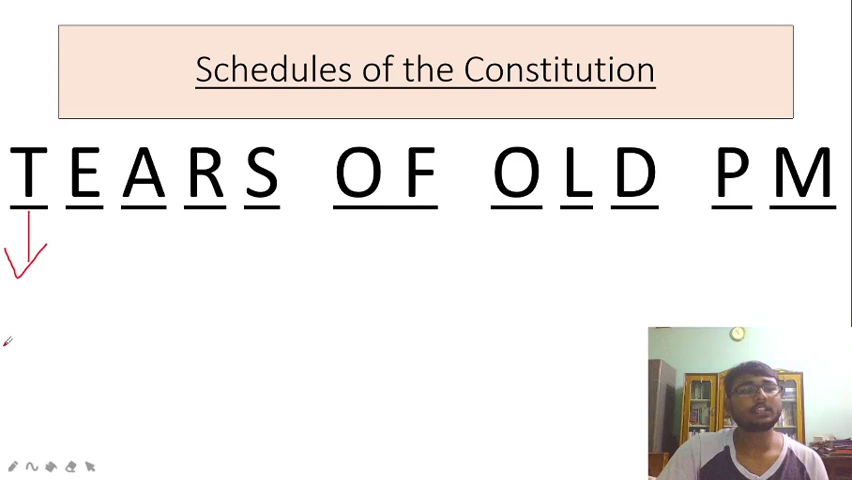 Schedules of the Constitution
T E A R S O F O L D P M